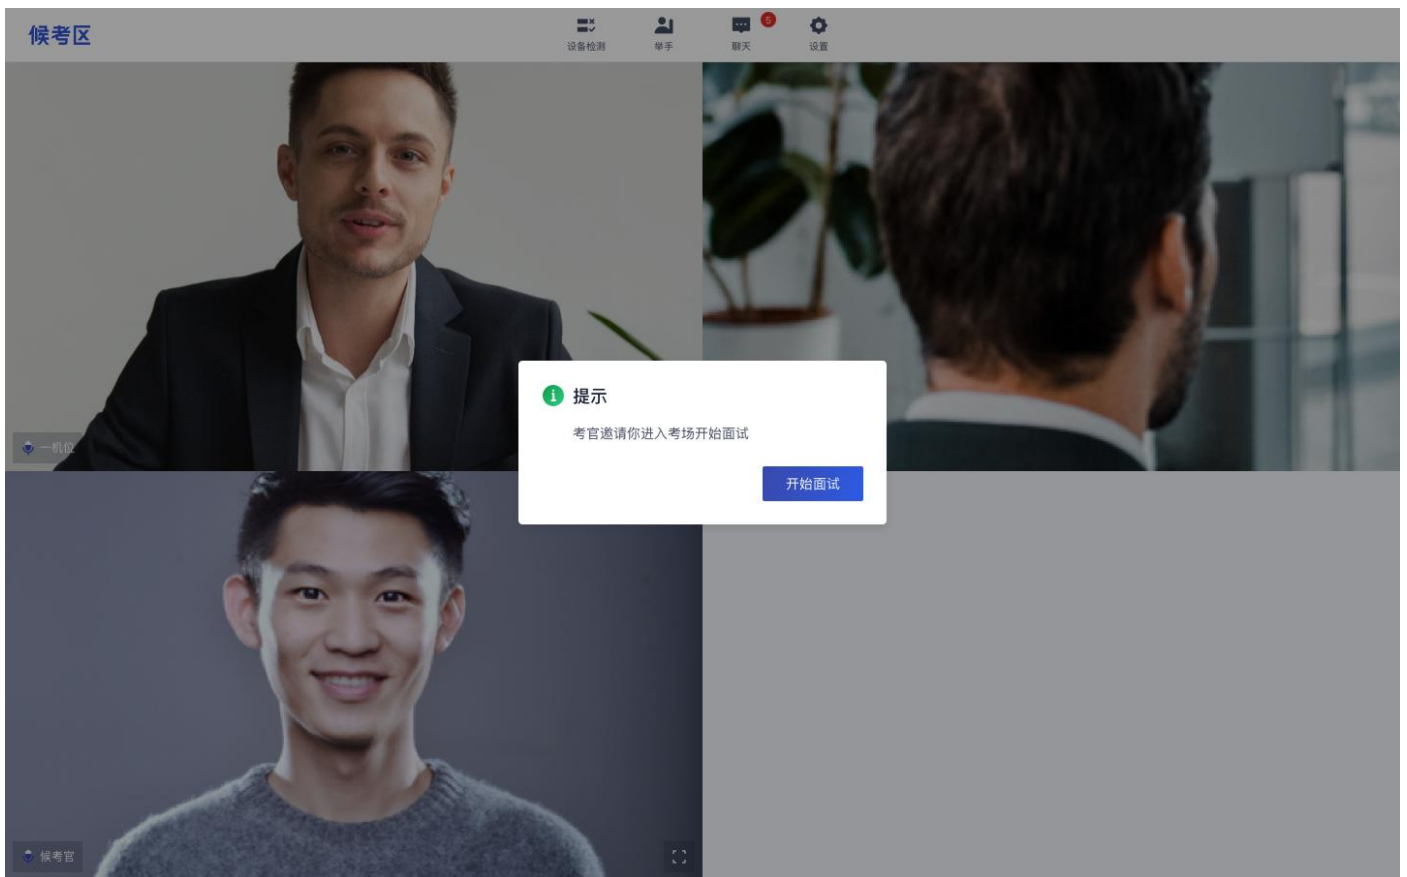 候考区
设备检测
举手
5
聊天
设置
提示
考官邀请你进入考场开始面试
开始面试
一机位
候考官